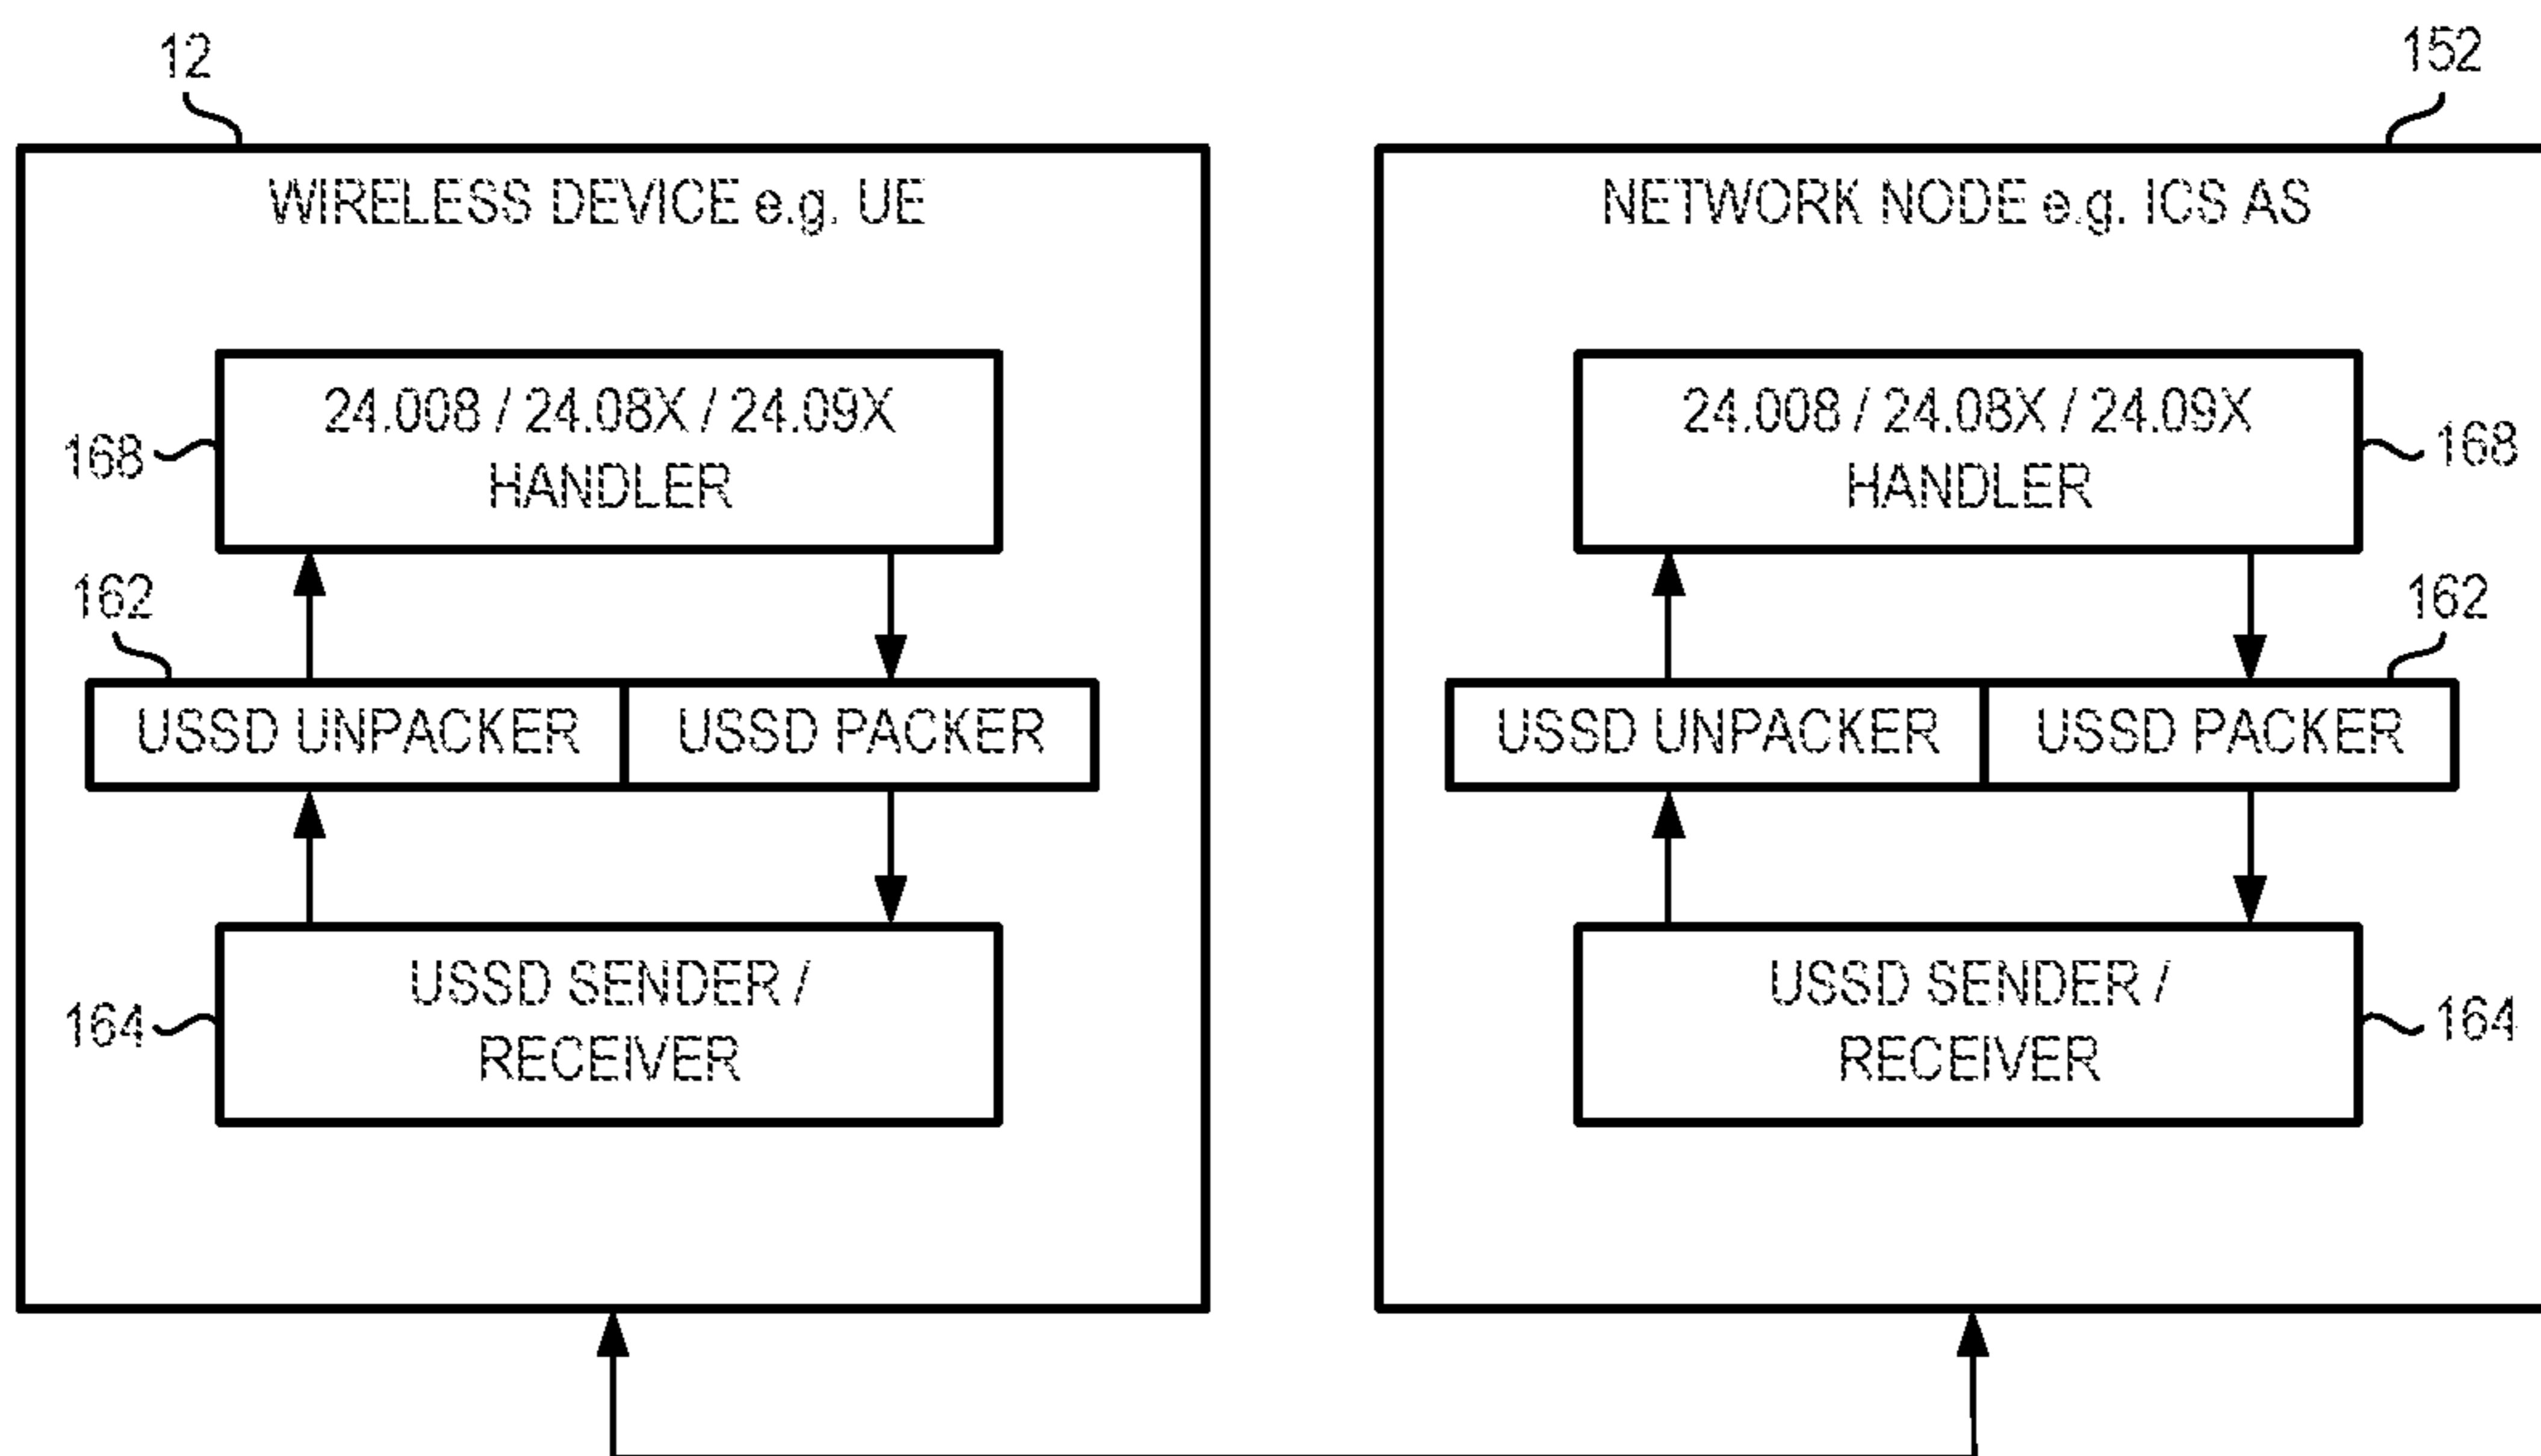 12
WIRELESS DEVICE e.g. UE
24.008 / 24.08X / 24.09X
HANDLER
168
162
USSD UNPACKER
USSD PACKER
USSD SENDER /
RECEIVER
164
152
NETWORK NODE e.g. ICS AS
24.008 / 24.08X / 24.09X
HANDLER
168
162
USSD UNPACKER
USSD PACKER
USSD SENDER /
RECEIVER
164